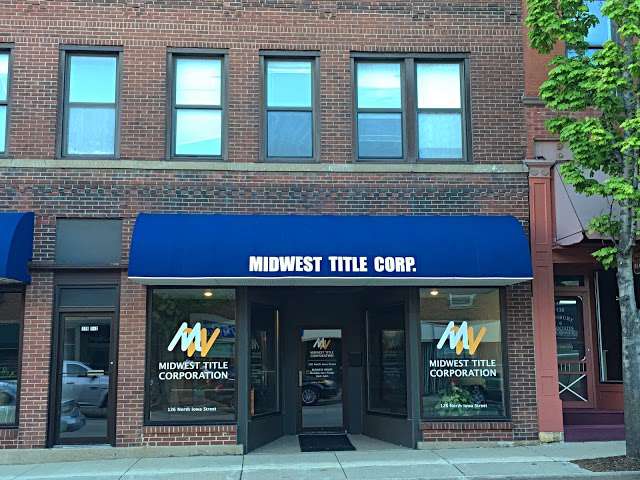 MIDWEST TITLE CORP.
MIDWEST TITLE
CORPORATION
126 North Iowa Street
MIDWEST TITLE
CORPORATION
MIDWEST TITLE
CORPORATION
126 North Iowa Street